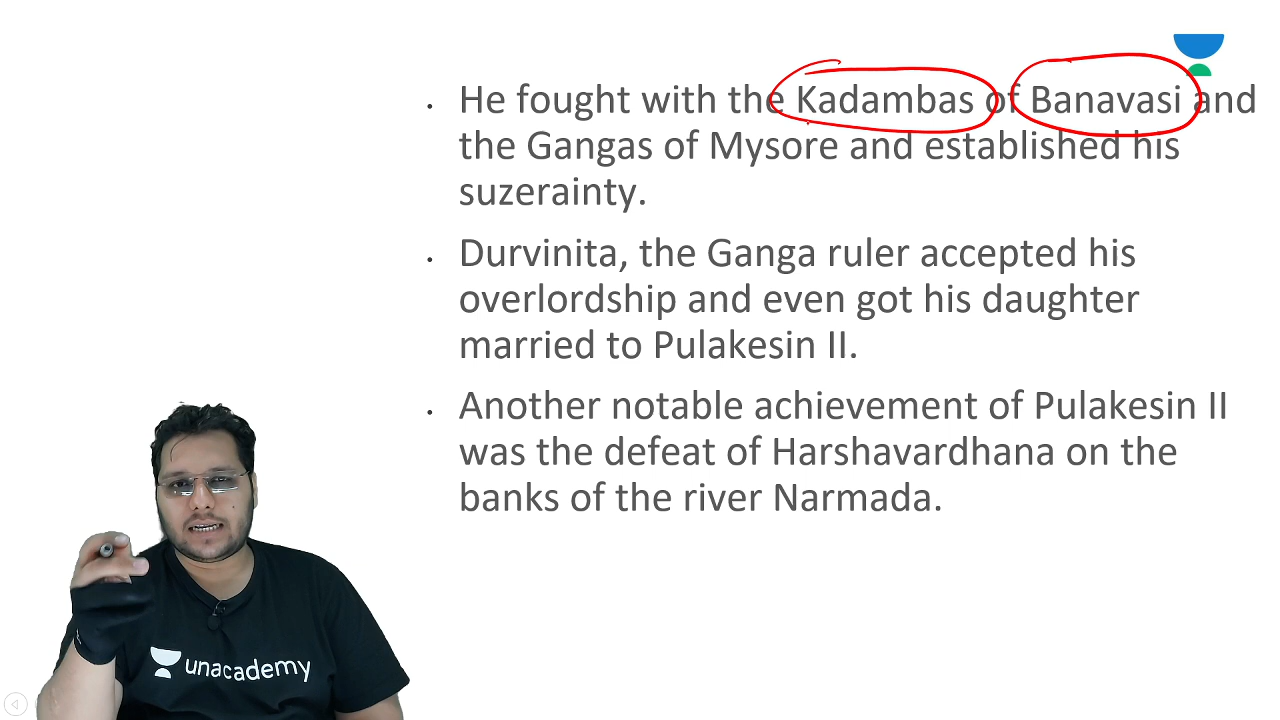 He fought with the Kadambas of Banavasi and
the Gangas of Mysore and established his
suzerainty.
Durvinita, the Ganga ruler accepted his
overlordship and even got his daughter
married to Pulakesin II.
Another notable achievement of Pulakesin II
was the defeat of Harshavardhana on the
banks of the river Narmada.
unacademy